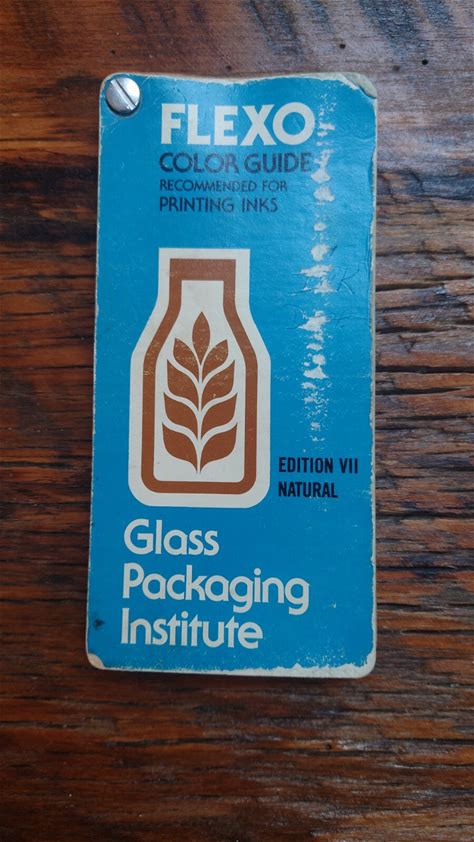 FLEXO
COLOR GUIDE
RECOMMENDED FOR
PRINTING INKS
EDITION VII
NATURAL
Glass
Packaging
Institute